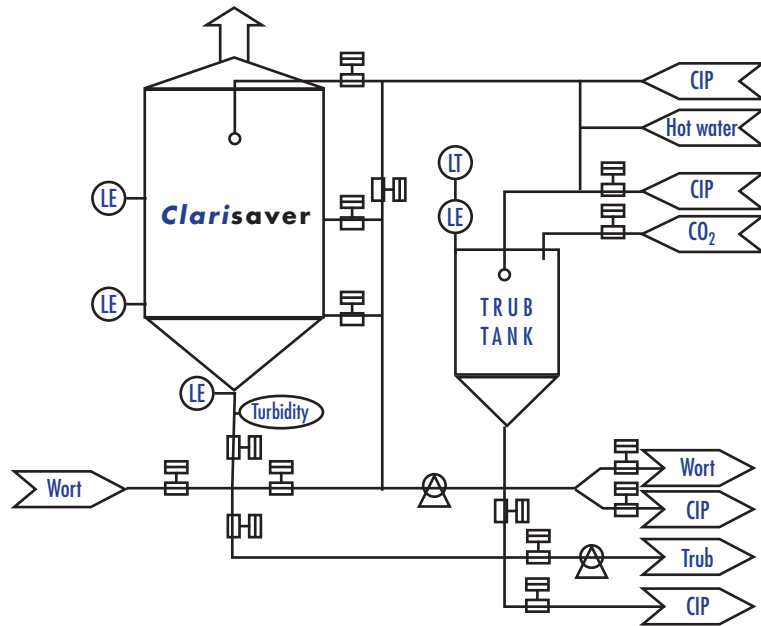 CIP
Hot water
LT
CIP
LE
Clarisaver
LE
CO₂
LE
TRUB
TANK
LE
Turbidity
Wort
Wort
CIP
Trub
CIP